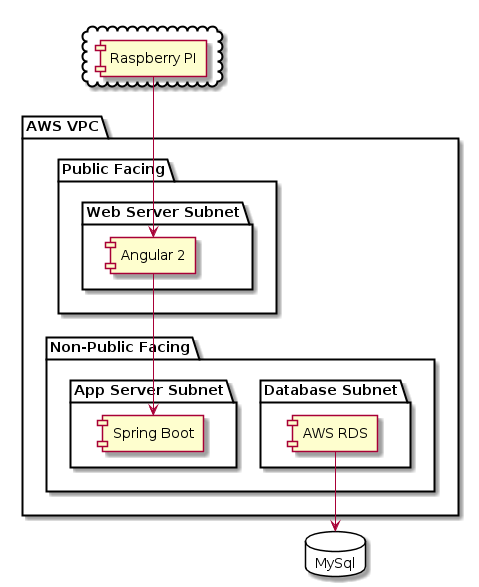 Raspberry PI
AWS VPC
Public Facing
Web Server Subnet
Angular 2
Non-Public Facing
App Server Subnet
Database Subnet
Spring Boot
AWS RDS
MySql